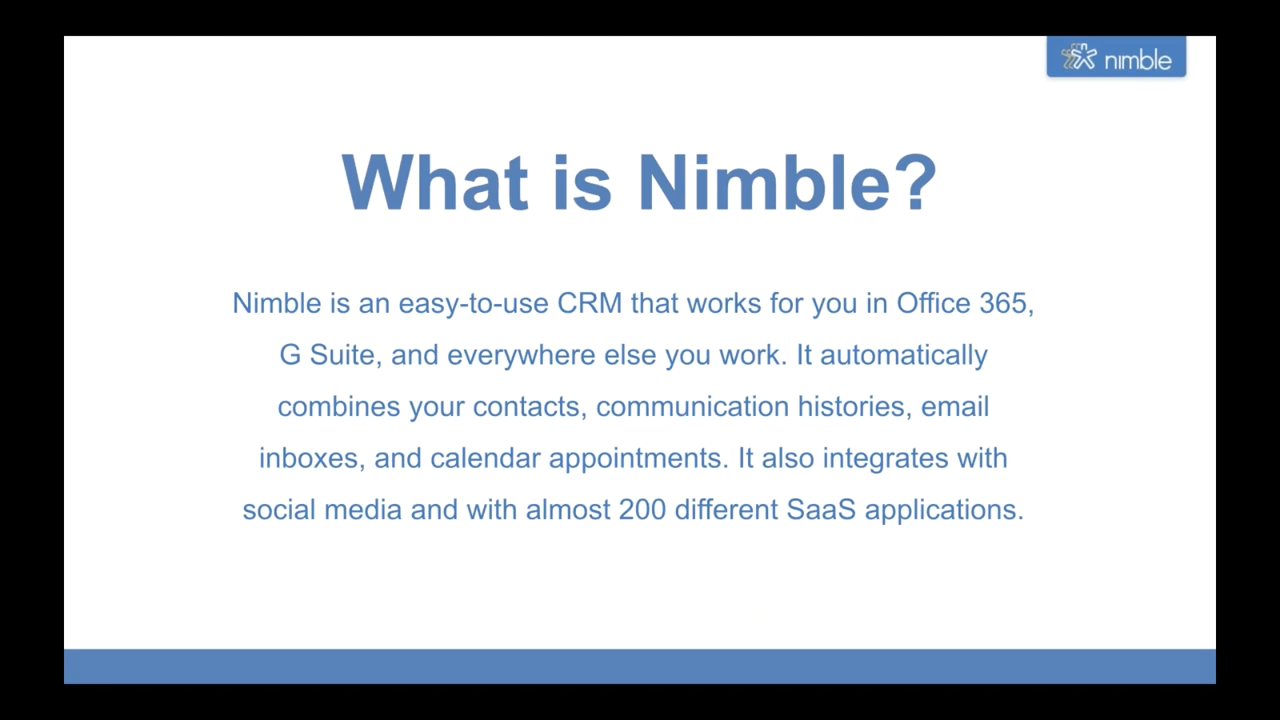 nimble
What is Nimble?
Nimble is an easy-to-use CRM that works for you in Office 365,
G Suite, and everywhere else you work. It automatically
combines your contacts, communication histories, email
inboxes, and calendar appointments. It also integrates with
social media and with almost 200 different SaaS applications.